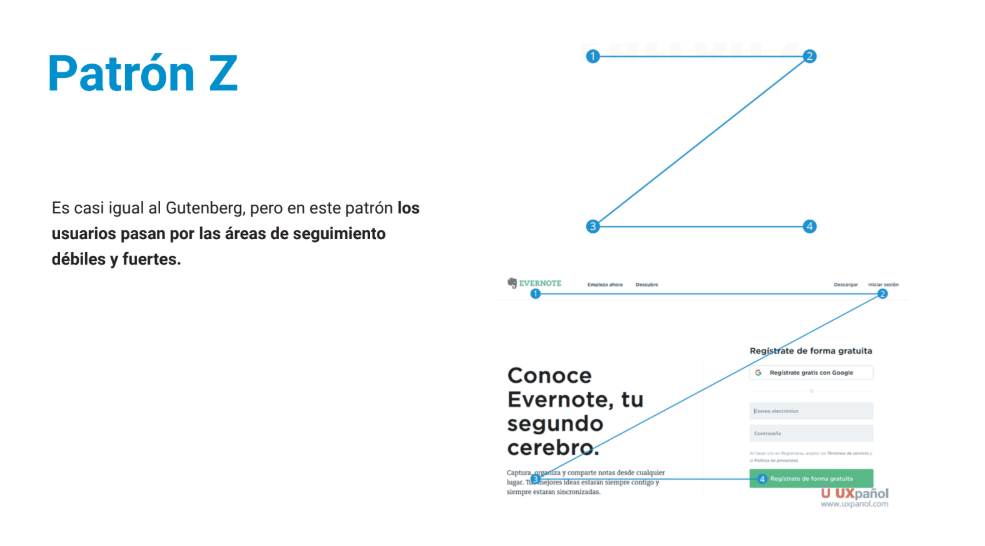 Patrón Z
Es casi igual al Gutenberg, pero en este patrón los
usuarios pasan por las áreas de seguimiento
débiles y fuertes.
1
2
3
4
EVERNOTE
Empieza ahora
Descubre
Descargar
Iniciar sesión
1
2
Conoce
Evernote, tu
segundo
cerebro.
Captura, organiza y comparte notas desde cualquier
lugar. Tus mejores ideas estaran siempre contigo y
siempre estaran sincronizadas.
3
Regístrate de forma gratuita
G Regístrate gratis con Google
o
Correo electrónico
Contraseña
Al hacer clic en Registrarse, acepto los Términos de servicio y
la Política de privacidad
4
Regístrate de forma gratuita
U UXpañol
www.uxpanol.com